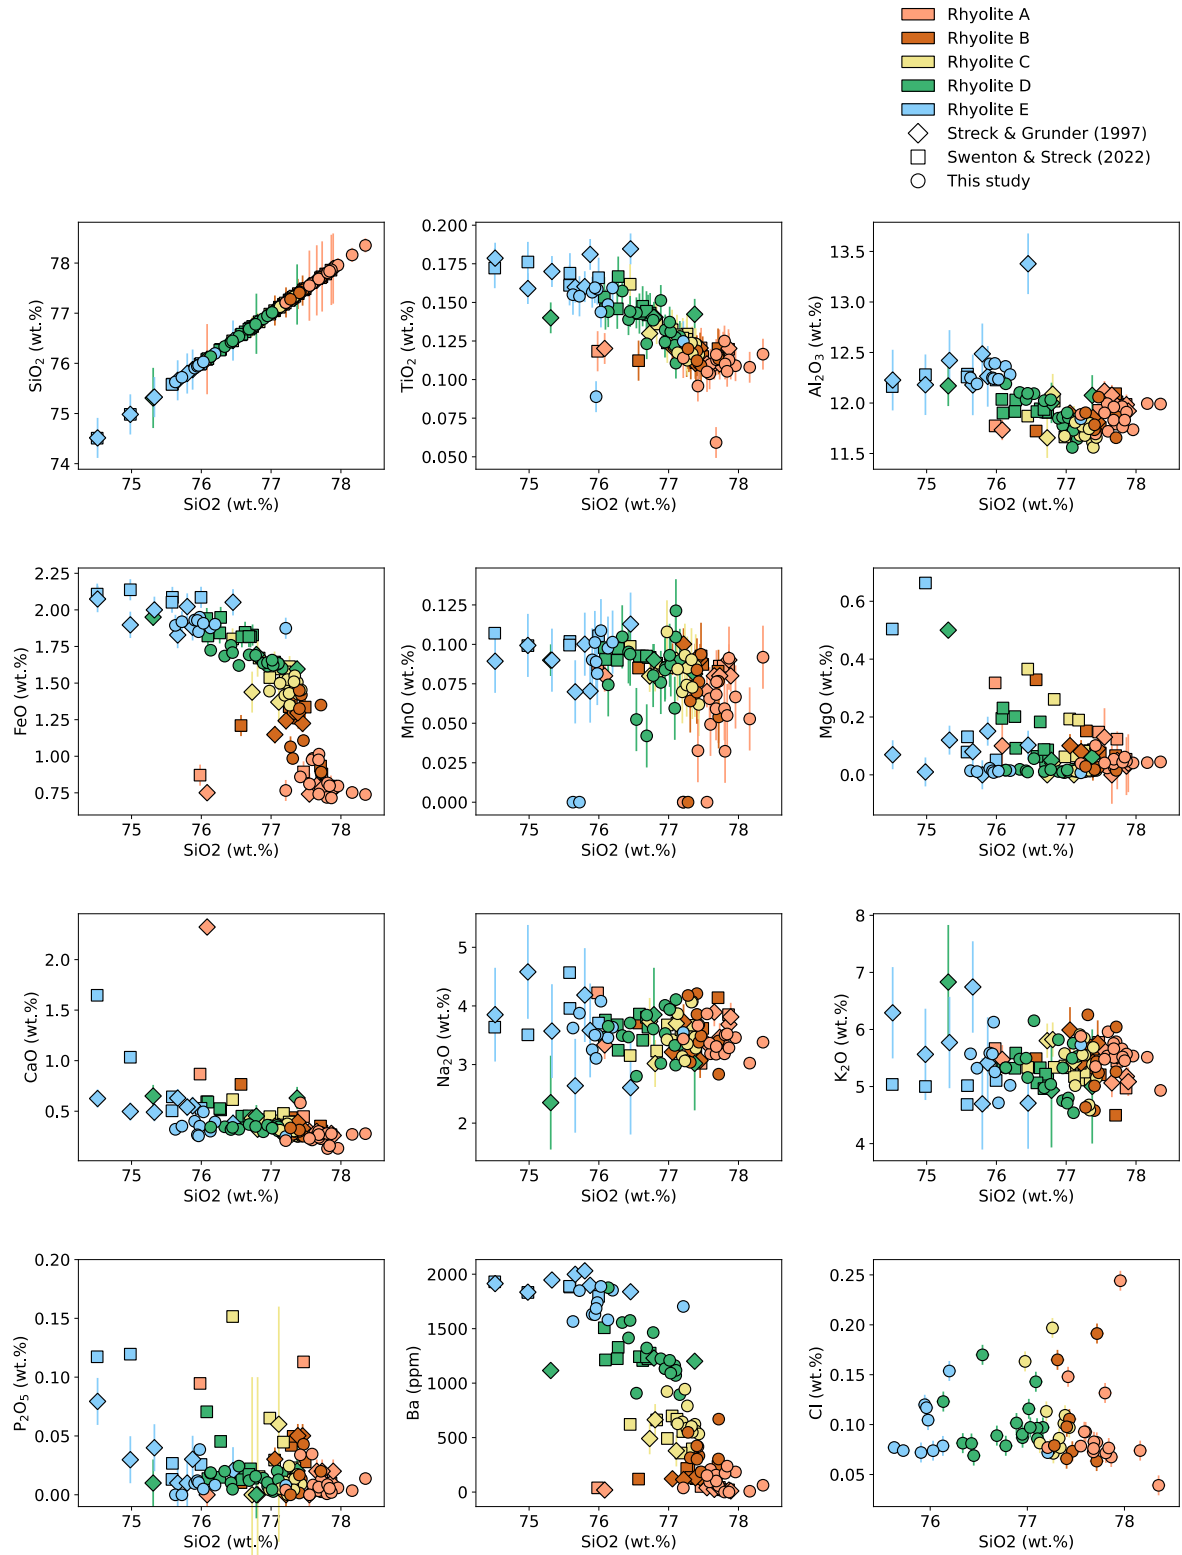 Rhyolite A
Rhyolite B
Rhyolite C
Rhyolite D
Rhyolite E
Streck & Grunder (1997)
Swenton & Streck (2022)
This study
SiO₂ (wt.%)
78
77
76
75
74
75 76 77 78
SiO2 (wt.%)
TiO₂ (wt.%)
0.200
0.175
0.150
0.125
0.100
0.075
0.050
75 76 77 78
SiO2 (wt.%)
Al₂O₃ (wt.%)
13.5
13.0
12.5
12.0
11.5
75 76 77 78
SiO2 (wt.%)
FeO (wt.%)
2.25
2.00
1.75
1.50
1.25
1.00
0.75
75 76 77 78
SiO2 (wt.%)
MnO (wt.%)
0.125
0.100
0.075
0.050
0.025
0.000
75 76 77 78
SiO2 (wt.%)
MgO (wt.%)
0.6
0.4
0.2
0.0
75 76 77 78
SiO2 (wt.%)
CaO (wt.%)
2.0
1.5
1.0
0.5
75 76 77 78
SiO2 (wt.%)
Na₂O (wt.%)
5
4
3
2
75 76 77 78
SiO2 (wt.%)
K₂O (wt.%)
8
7
6
5
4
75 76 77 78
SiO2 (wt.%)
P₂O₅ (wt.%)
0.20
0.15
0.10
0.05
0.00
75 76 77 78
SiO2 (wt.%)
Ba (ppm)
2000
1500
1000
500
0
75 76 77 78
SiO2 (wt.%)
Cl (wt.%)
0.25
0.20
0.15
0.10
0.05
76 77 78
SiO2 (wt.%)